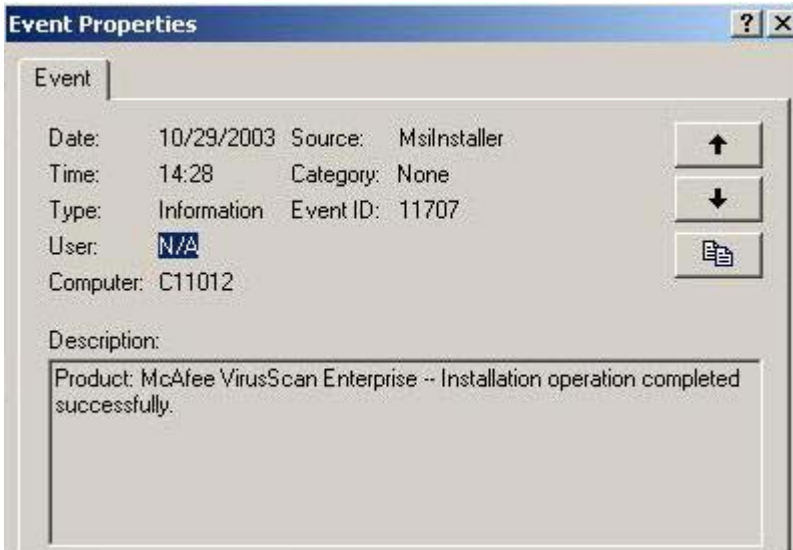 Event Properties
Event
Date: 10/29/2003 Source: MsiInstaller
Time: 14:28 Category: None
Type: Information Event ID: 11707
User: N/A
Computer: C11012
Description:
Product: McAfee VirusScan Enterprise -- Installation operation completed
successfully.